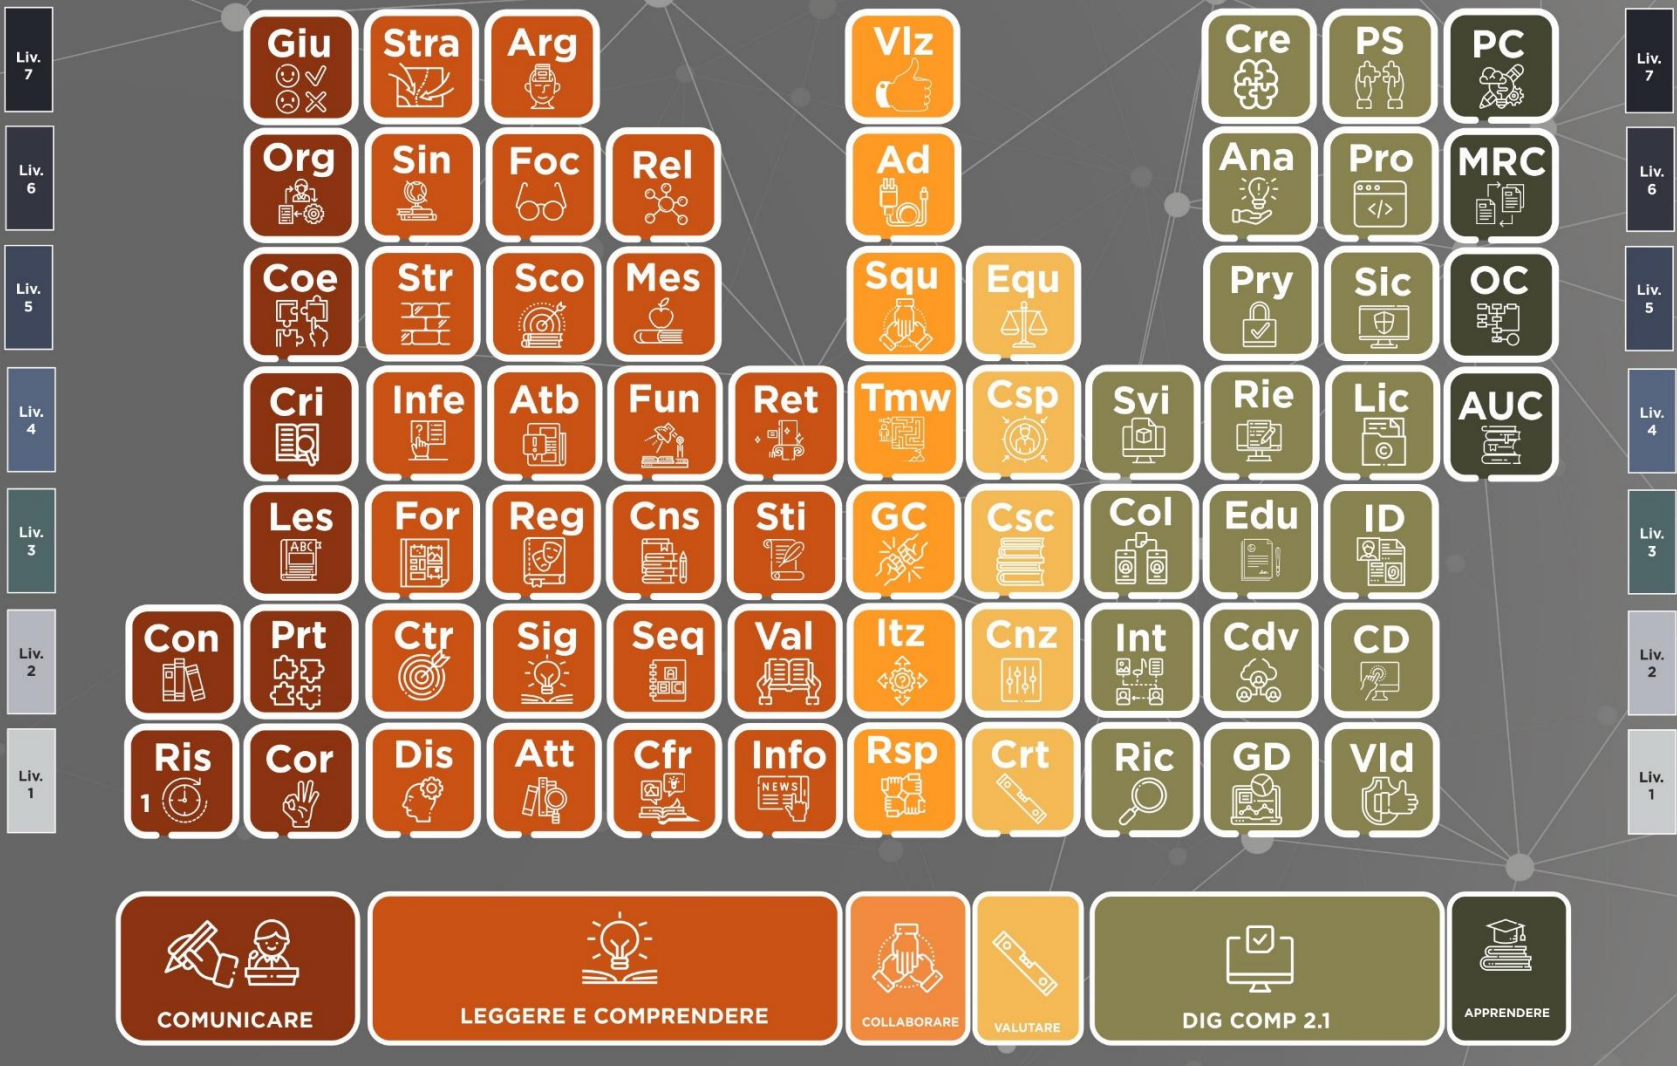 Liv.
7
Giu
Stra
Arg
Vlz
Cre
PS
PC
Liv.
7
Liv.
6
Org
Sin
Foc
Rel
Ad
Ana
Pro
MRC
Liv.
6
Liv.
5
Coe
Str
Sco
Mes
Squ
Equ
Pry
Sic
OC
Liv.
5
Liv.
4
Cri
Infe
Atb
Fun
Ret
Tmw
Csp
Svi
Rie
Lic
AUC
Liv.
4
Liv.
3
Les
ABC
For
Reg
Cns
Sti
GC
Csc
Col
Edu
ID
Liv.
3
Liv.
2
Con
Prt
Ctr
Sig
Seq
A
BC
Val
Itz
Cnz
Int
Cdv
CD
Liv.
2
Liv.
1
Ris
1
Cor
Dis
Att
Cfr
Info
NEWS
Rsp
Crt
Ric
GD
Vld
Liv.
1
COMUNICARE
LEGGERE E COMPRENDERE
COLLABORARE
VALUTARE
DIG COMP 2.1
APPRENDERE